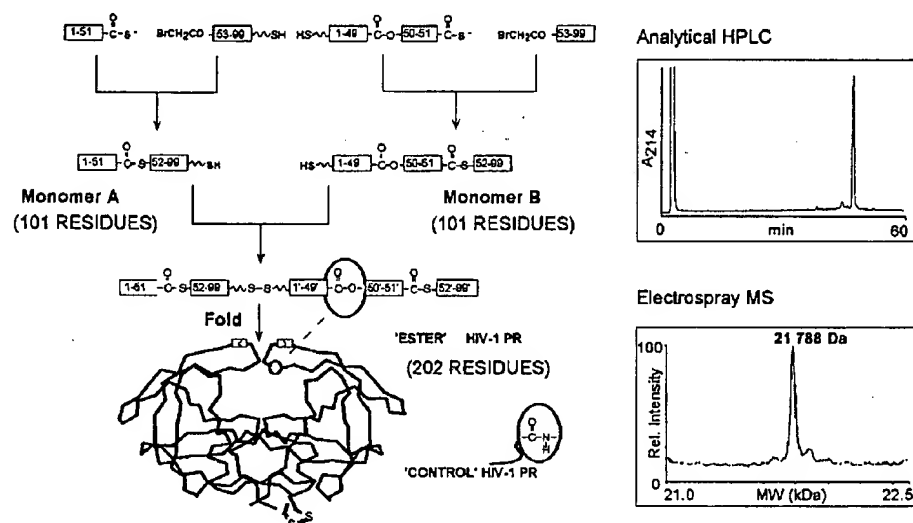 1-51 -C-S- O BrCH2CO 53-99 SH HS 1-49 -C-O- O 50-51 -C-S- O BrCH2CO 53-99
1-51 -C-S- O 52-99 SH HS 1-49 -C-O- O 50-51 -C-S- O 52-99
Monomer A
(101 RESIDUES)
Monomer B
(101 RESIDUES)
1-51 -C-S- O 52-99 S-S 1'-49' -C-O- O 50'-51' -C-S- O 52'-99'
Fold
'ESTER' HIV-1 PR
(202 RESIDUES)
O
-C-N-
H
'CONTROL' HIV-1 PR
S
Analytical HPLC
A214
0 min 60
Electrospray MS
21 788 Da
100
Rel. Intensity
0
21.0 MW (kDa) 22.5